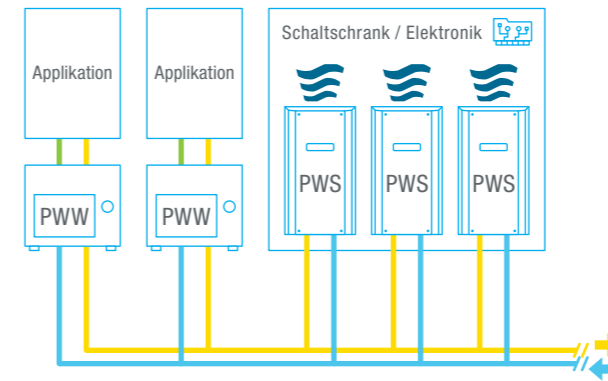 Schaltschrank / Elektronik
Applikation
Applikation
PWW
PWW
PWS
PWS
PWS